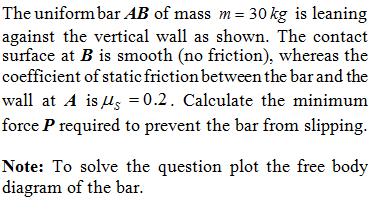 The uniform bar AB of mass m = 30 kg is leaning
against the vertical wall as shown. The contact
surface at B is smooth (no friction), whereas the
coefficient of static friction between the bar and the
wall at A is μS = 0.2. Calculate the minimum
force P required to prevent the bar from slipping.
Note: To solve the question plot the free body
diagram of the bar.